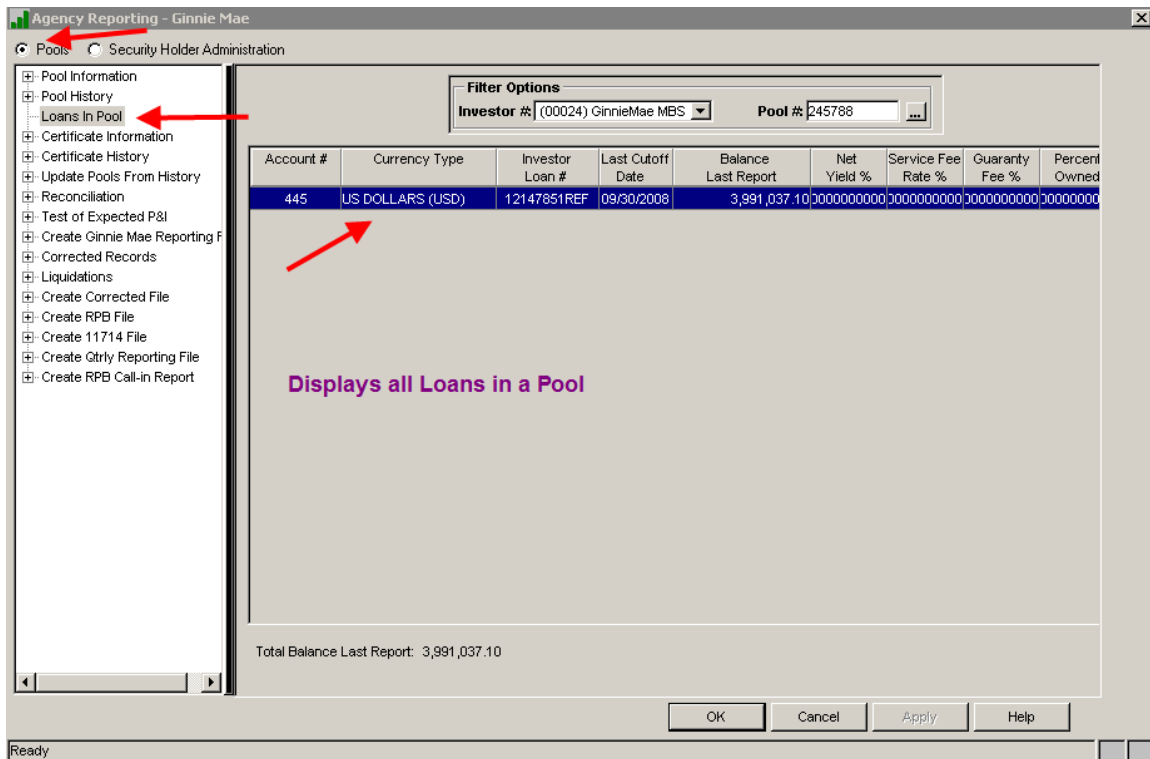 Agency Reporting - Ginnie Mae
Pools Security Holder Administration
Pool Information
Pool History
Loans In Pool
Certificate Information
Certificate History
Update Pools From History
Reconciliation
Test of Expected P&I
Create Ginnie Mae Reporting F
Corrected Records
Liquidations
Create Corrected File
Create RPB File
Create 11714 File
Create Qtrly Reporting File
Create RPB Call-in Report
Filter Options
Investor #: (00024) GinnieMae MBS Pool #: 245788 ...
Account # Currency Type Investor Loan # Last Cutoff Date Balance Last Report Net Yield % Service Fee Rate % Guaranty Fee % Percent Owned
445 US DOLLARS (USD) 12147851REF 09/30/2008 3,991,037.10
Displays all Loans in a Pool
Total Balance Last Report: 3,991,037.10
OK Cancel Apply Help
Ready